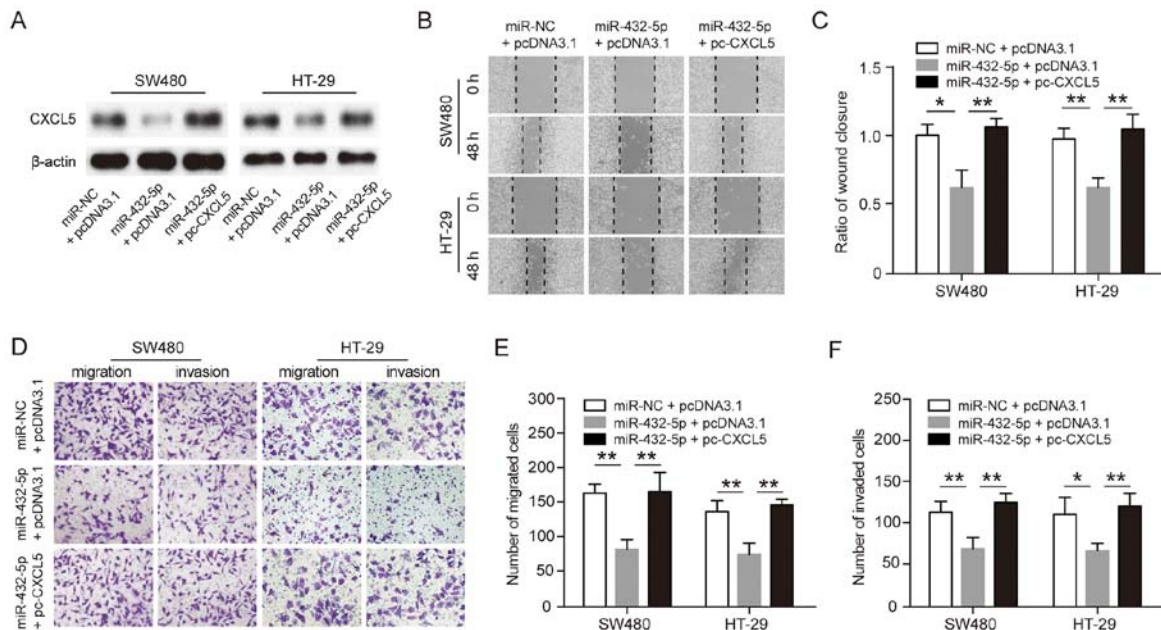 A
SW480
HT-29
CXCL5
β-actin
miR-NC
+ pcDNA3.1
miR-432-5p
+ pcDNA3.1
miR-432-5p
+ pc-CXCL5
miR-NC
+ pcDNA3.1
miR-432-5p
+ pcDNA3.1
miR-432-5p
+ pc-CXCL5
B
miR-NC
+ pcDNA3.1
miR-432-5p
+ pcDNA3.1
miR-432-5p
+ pc-CXCL5
SW480
0 h
48 h
HT-29
0 h
48 h
C
miR-NC + pcDNA3.1
miR-432-5p + pcDNA3.1
miR-432-5p + pc-CXCL5
Ratio of wound closure
1.5
1.0
0.5
0
* ** ** **
SW480 HT-29
D
SW480 HT-29
migration invasion migration invasion
miR-NC
+ pcDNA3.1
miR-432-5p
+ pcDNA3.1
miR-432-5p
+ pc-CXCL5
E
miR-NC + pcDNA3.1
miR-432-5p + pcDNA3.1
miR-432-5p + pc-CXCL5
Number of migrated cells
300
250
200
150
100
50
0
** ** ** **
SW480 HT-29
F
miR-NC + pcDNA3.1
miR-432-5p + pcDNA3.1
miR-432-5p + pc-CXCL5
Number of invaded cells
250
200
150
100
50
0
** ** * **
SW480 HT-29